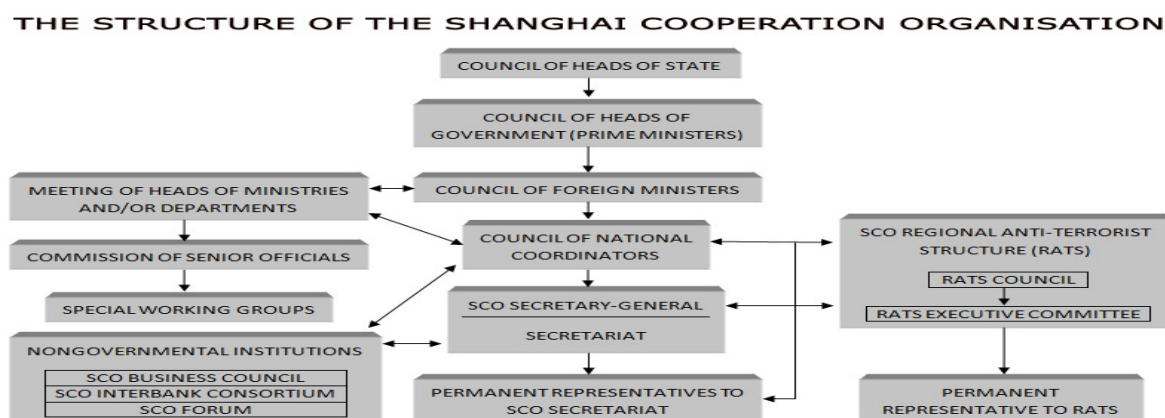 THE STRUCTURE OF THE SHANGHAI COOPERATION ORGANISATION
COUNCIL OF HEADS OF STATE
COUNCIL OF HEADS OF
GOVERNMENT (PRIME MINISTERS)
MEETING OF HEADS OF MINISTRIES
AND/OR DEPARTMENTS
COUNCIL OF FOREIGN MINISTERS
COMMISSION OF SENIOR OFFICIALS
COUNCIL OF NATIONAL
COORDINATORS
SCO REGIONAL ANTI-TERRORIST
STRUCTURE (RATS)
RATS COUNCIL
RATS EXECUTIVE COMMITTEE
SPECIAL WORKING GROUPS
SCO SECRETARY-GENERAL
SECRETARIAT
NONGOVERNMENTAL INSTITUTIONS
SCO BUSINESS COUNCIL
SCO INTERBANK CONSORTIUM
SCO FORUM
PERMANENT REPRESENTATIVES TO
SCO SECRETARIAT
PERMANENT
REPRESENTATIVE TO RATS